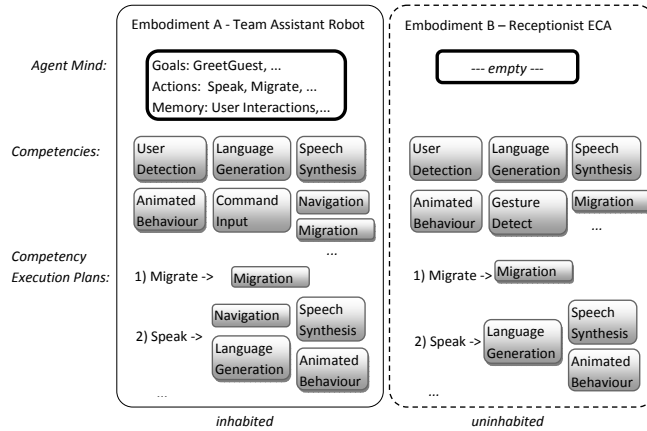 Embodiment A - Team Assistant Robot
Embodiment B – Receptionist ECA
Agent Mind:
Goals: GreetGuest, ...
Actions: Speak, Migrate, ...
Memory: User Interactions,...
--- empty ---
Competencies:
User
Detection
Language
Generation
Speech
Synthesis
Animated
Behaviour
Command
Input
Navigation
Migration
...
User
Detection
Language
Generation
Speech
Synthesis
Animated
Behaviour
Gesture
Detect
Migration
...
Competency
Execution Plans:
1) Migrate ->
Migration
2) Speak ->
Navigation
Speech
Synthesis
Language
Generation
Animated
Behaviour
...
1) Migrate ->
Migration
2) Speak ->
Language
Generation
Speech
Synthesis
Animated
Behaviour
...
inhabited
uninhabited